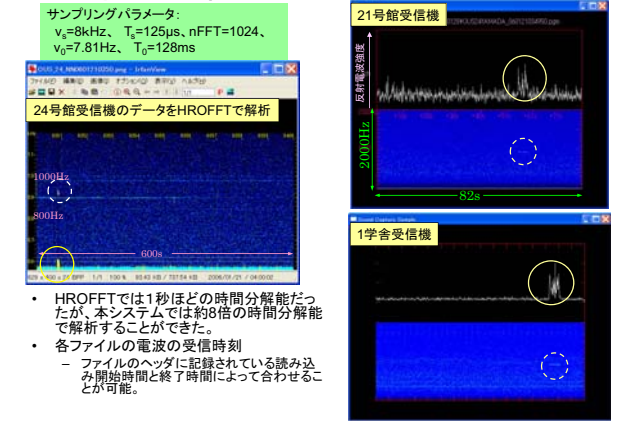 サンプリングパラメータ:
vs=8kHz、 Ts=125μs、nFFT=1024、
v0=7.81Hz、 T0=128ms
24号館受信機のデータをHROFFTで解析
1000Hz
800Hz
600s
• HROFFTでは1秒ほどの時間分解能だっ
たが、本システムでは約8倍の時間分解能
で解析することができた。
• 各ファイルの電波の受信時刻
– ファイルのヘッダに記録されている読み込
み開始時間と終了時間によって合わせるこ
とが可能。
21号館受信機
反射電波強度
2000Hz
82s
1学舎受信機